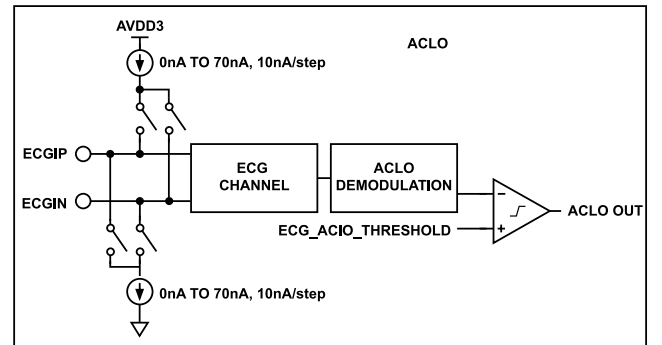 AVDD3
0nA TO 70nA, 10nA/step
ACLO
ECGIP
ECGIN
ECG
CHANNEL
ACLO
DEMODULATION
−
+
ECG_ACIO_THRESHOLD
ACLO OUT
0nA TO 70nA, 10nA/step